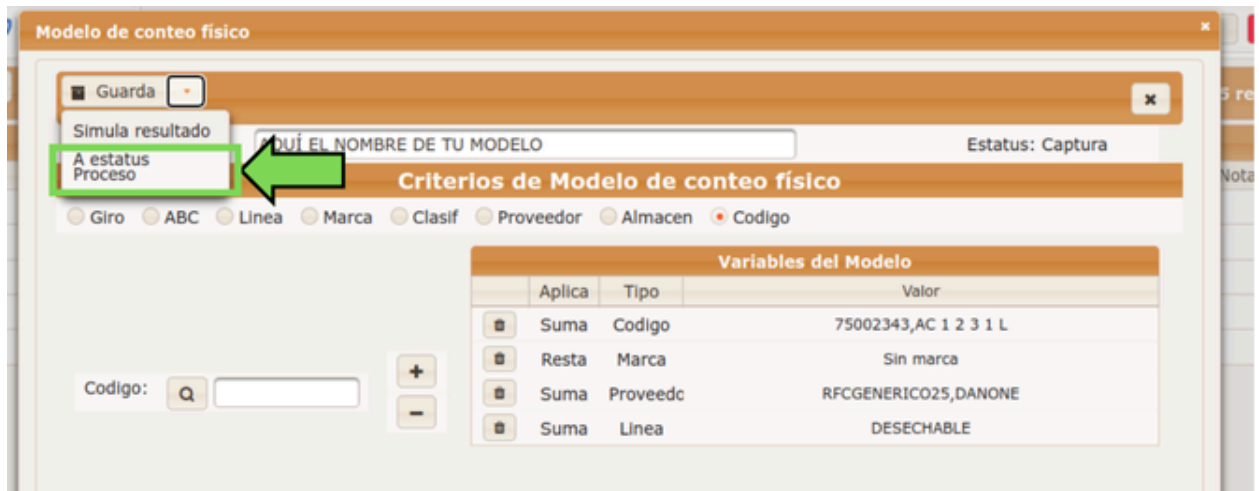 Modelo de conteo físico
Guarda
5 re
Simula resultado
AQUÍ EL NOMBRE DE TU MODELO
Estatus: Captura
A estatus
Proceso
Criterios de Modelo de conteo físico
Nota
Giro ABC Linea Marca Clasif Proveedor Almacen Codigo
Variables del Modelo
Aplica Tipo Valor
Suma Codigo 75002343,AC 1 2 3 1 L
Resta Marca Sin marca
Codigo:
Suma Proveedo RFCGENERICO25,DANONE
Suma Linea DESECHABLE